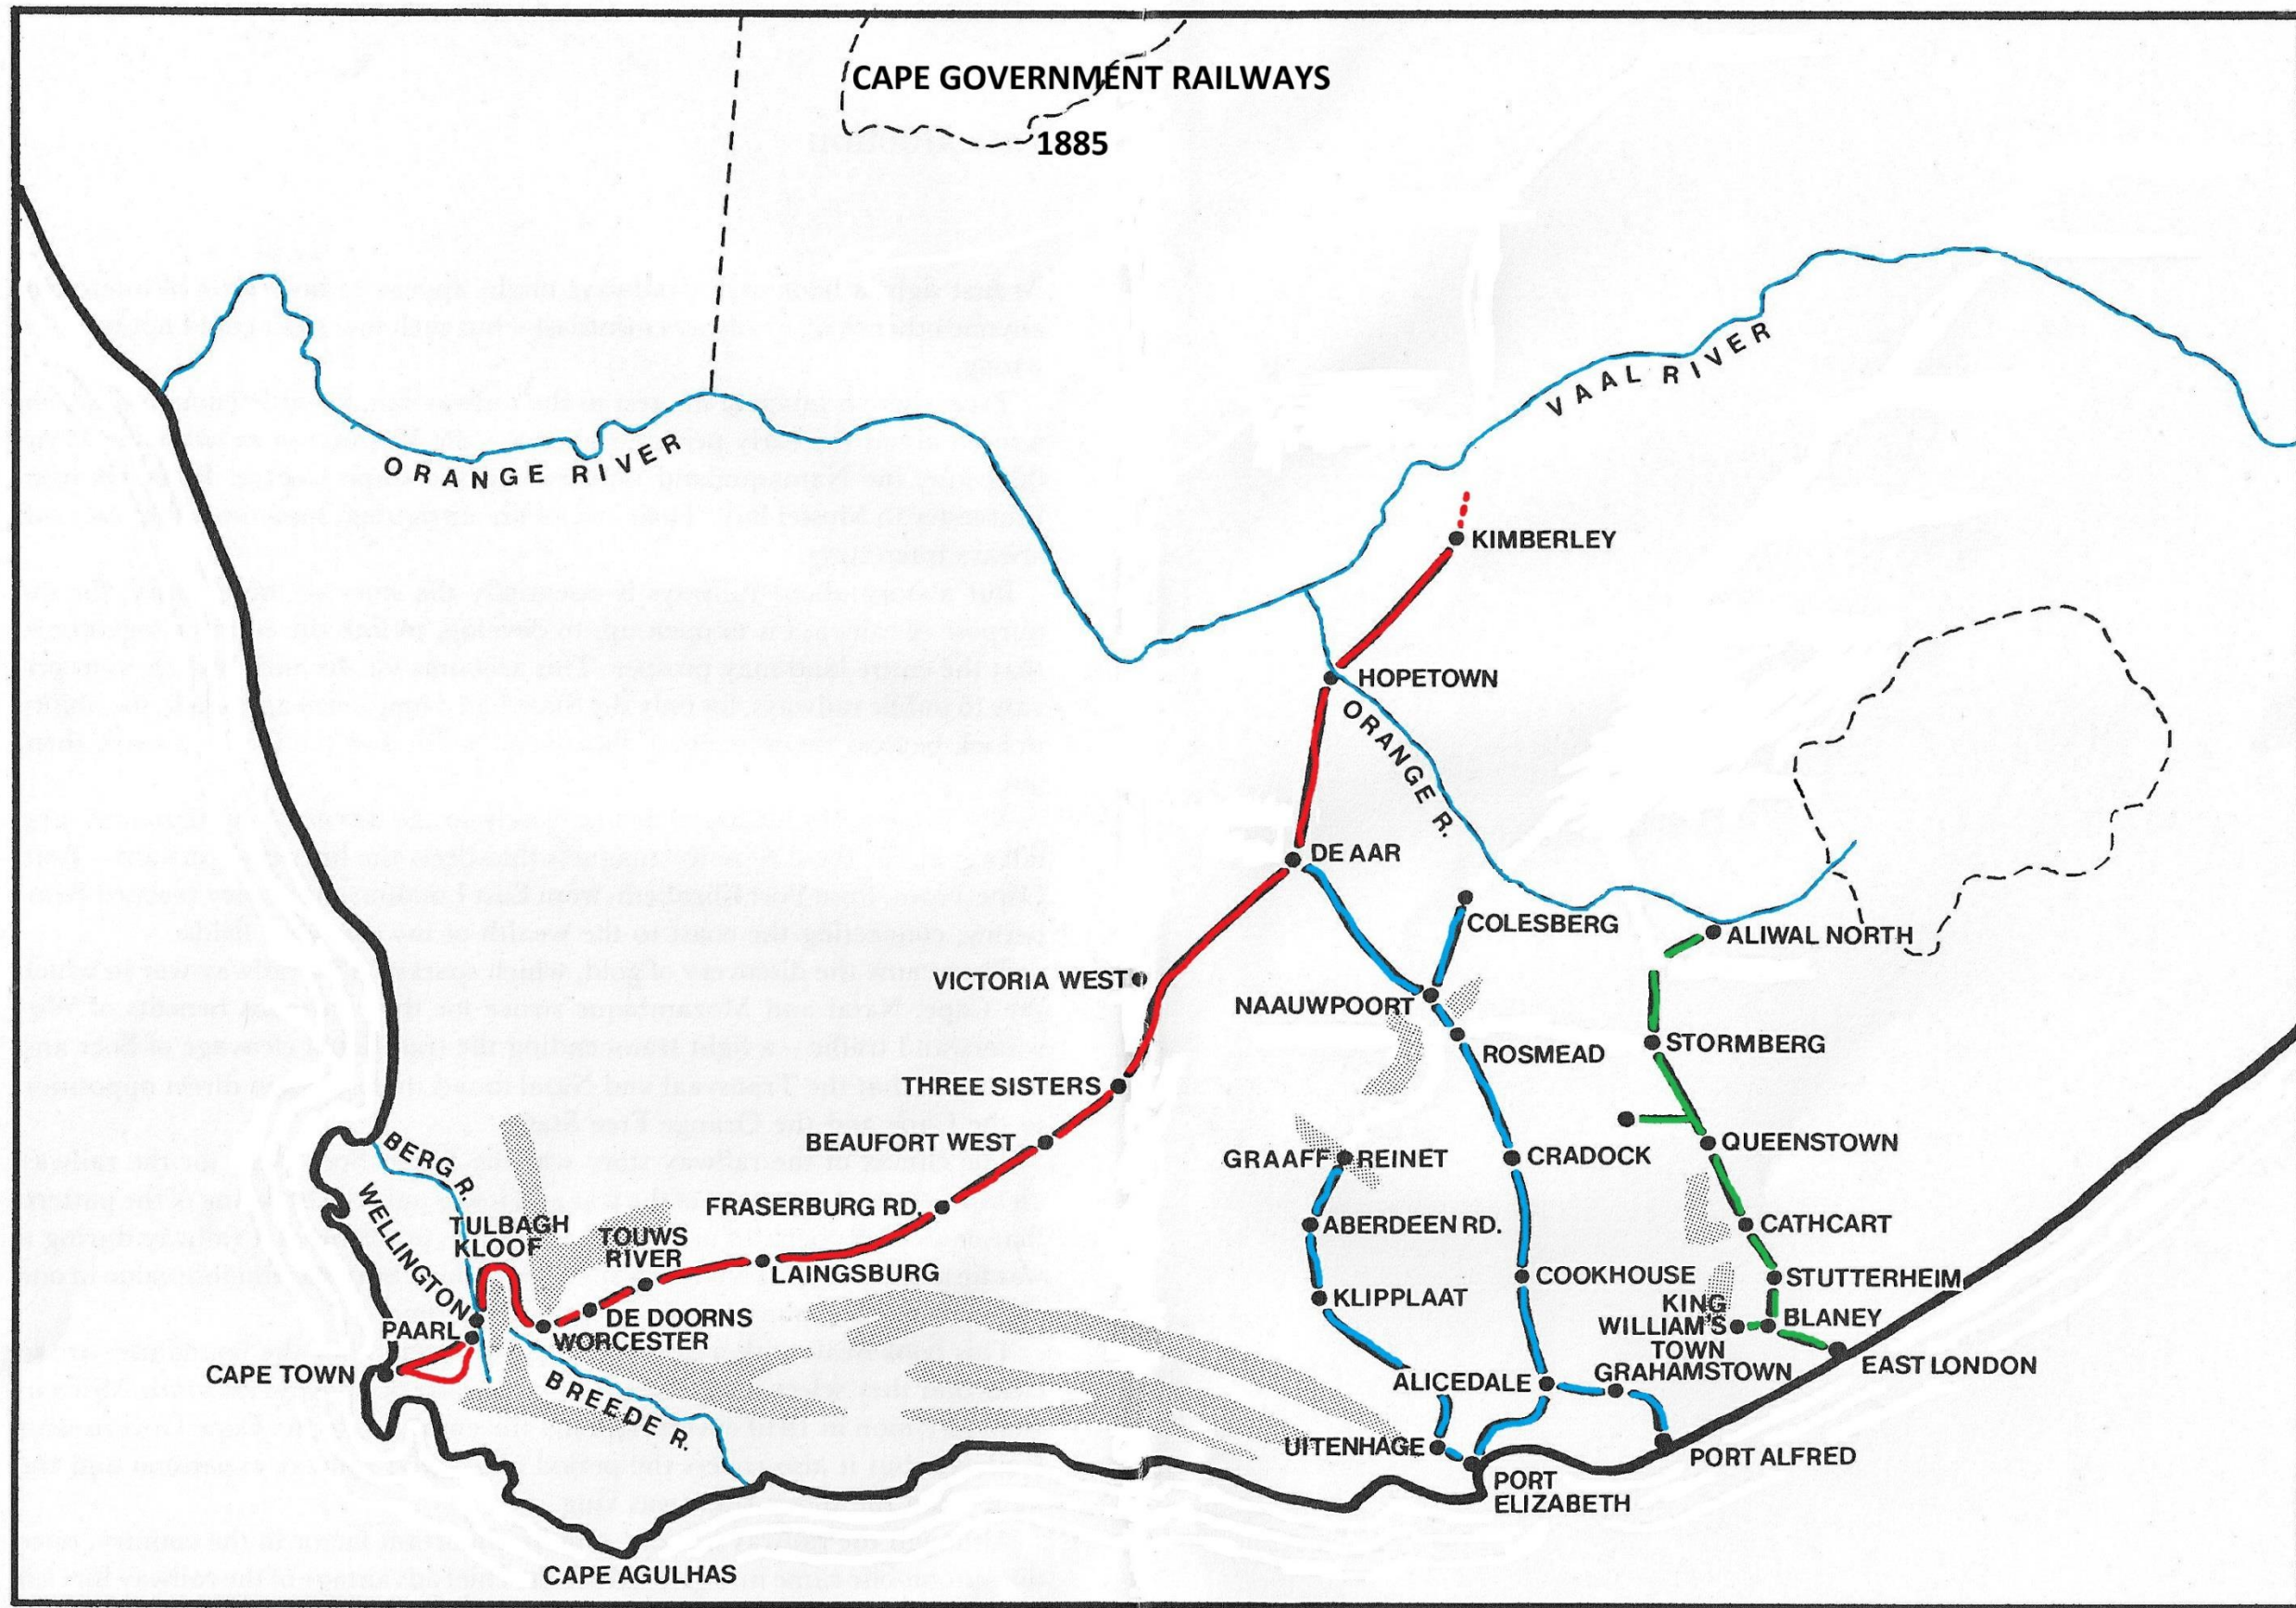 CAPE GOVERNMENT RAILWAYS
1885
ORANGE RIVER
VAAL RIVER
KIMBERLEY
HOPETOWN
ORANGE R.
DE AAR
COLESBERG
ALIWAL NORTH
VICTORIA WEST
NAAUWPOORT
ROSMEAD
STORMBERG
THREE SISTERS
BEAUFORT WEST
GRAAFF REINET
CRADOCK
QUEENSTOWN
BERG R.
WELLINGTON
TULBAGH
KLOOF
TOUWS
RIVER
FRASERBURG RD.
LAINGSBURG
ABERDEEN RD.
CATHCART
KLIPPLAAT
COOKHOUSE
STUTTERHEIM
KING
WILLIAM'S
TOWN
BLANEY
DE DOORNS
WORCESTER
PAARL
CAPE TOWN
BREEDE R.
ALICEDALE
GRAHAMSTOWN
EAST LONDON
UITENHAGE
PORT
ELIZABETH
PORT ALFRED
CAPE AGULHAS